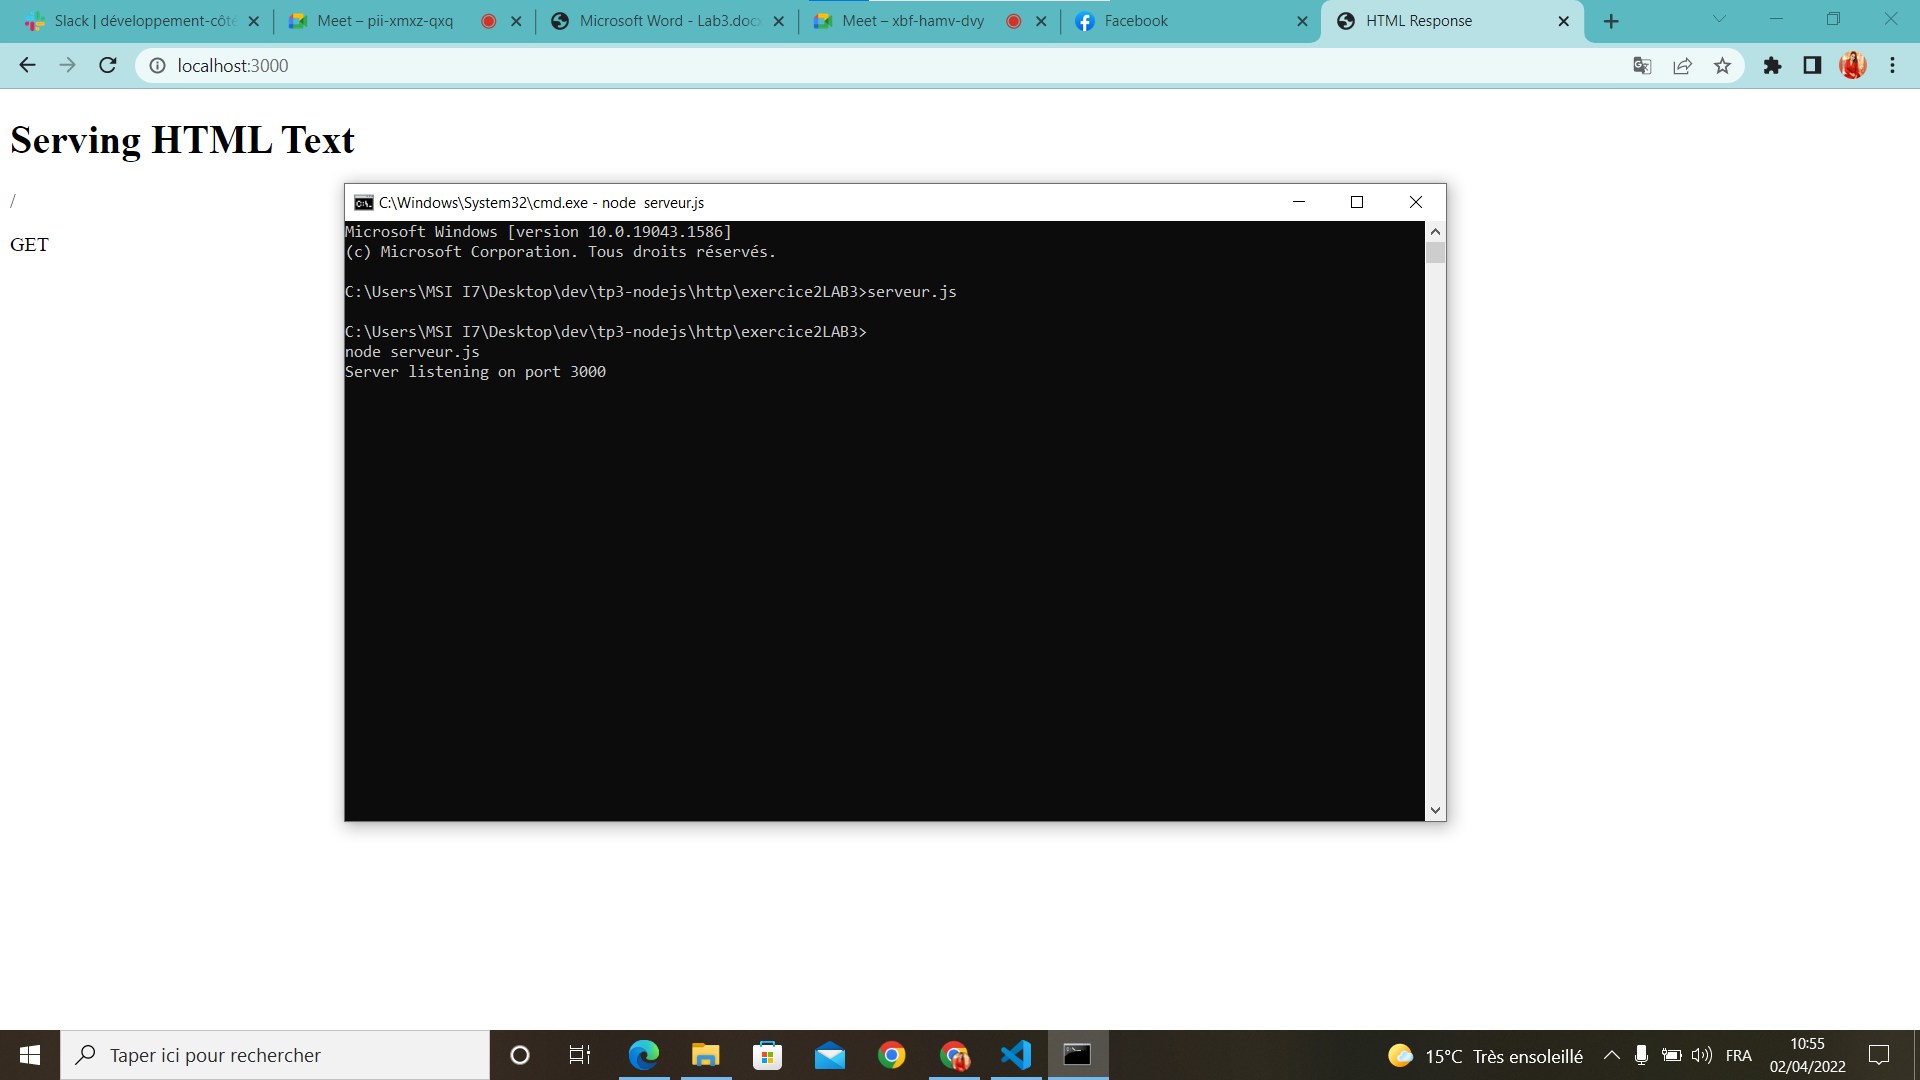 Slack | développement-côté
Meet – pii-xmxz-qxq
Microsoft Word - Lab3.docx
Meet – xbf-hamv-dvy
Facebook
HTML Response
localhost:3000
Serving HTML Text
/
GET
C:\Windows\System32\cmd.exe - node  serveur.js
Microsoft Windows [version 10.0.19043.1586]
(c) Microsoft Corporation. Tous droits réservés.
C:\Users\MSI I7\Desktop\dev\tp3-nodejs\http\exercice2LAB3>serveur.js
C:\Users\MSI I7\Desktop\dev\tp3-nodejs\http\exercice2LAB3>
node serveur.js
Server listening on port 3000
Taper ici pour rechercher
15°C  Très ensoleillé
FRA
10:55
02/04/2022